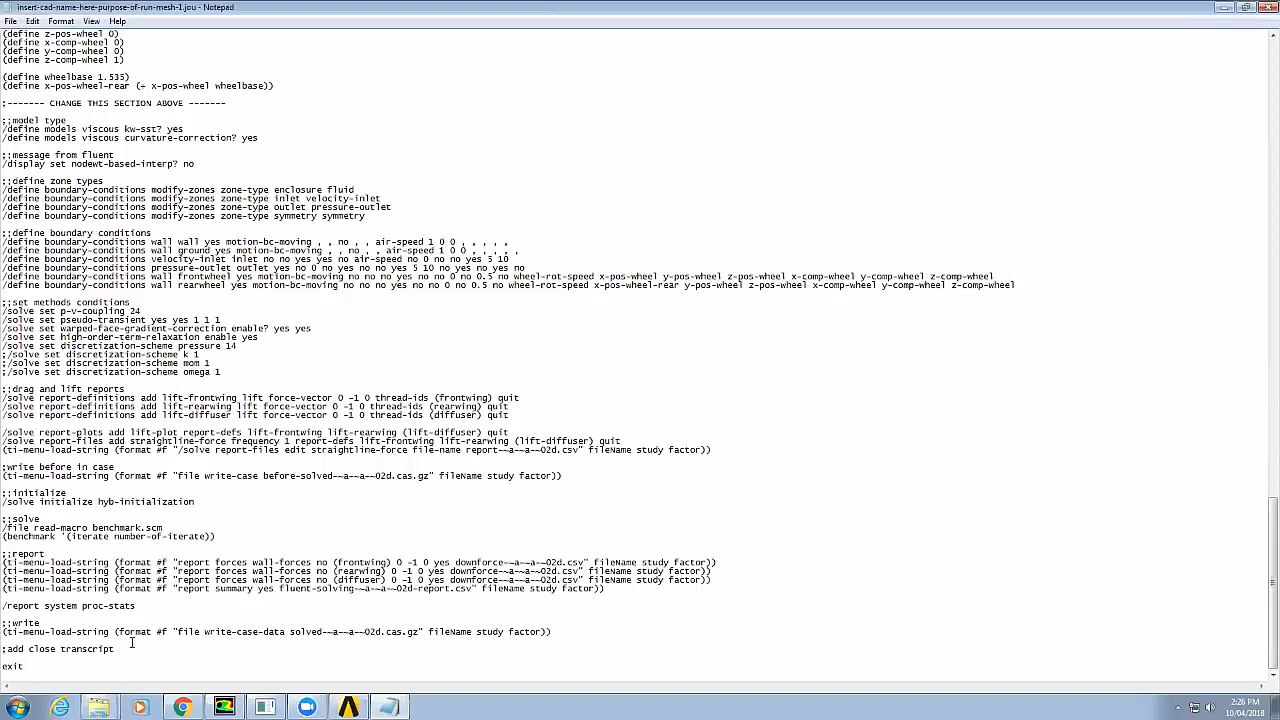 insert-cad-name-here-purpose-of-run-mesh-1.jou - Notepad
File Edit Format View Help
(define z-pos-wheel 0)
(define x-comp-wheel 0)
(define y-comp-wheel 0)
(define z-comp-wheel 1)
(define wheelbase 1.535)
(define x-pos-wheel-rear (+ x-pos-wheel wheelbase))
;------- CHANGE THIS SECTION ABOVE -------
;;model type
/define models viscous kw-sst? yes
/define models viscous curvature-correction? yes
;;message from fluent
/display set nodewt-based-interp? no
;;define zone types
/define boundary-conditions modify-zones zone-type enclosure fluid
/define boundary-conditions modify-zones zone-type inlet velocity-inlet
/define boundary-conditions modify-zones zone-type outlet pressure-outlet
/define boundary-conditions modify-zones zone-type symmetry symmetry
;;define boundary conditions
/define boundary-conditions wall wall yes motion-bc-moving , , no , , air-speed 1 0 0 , , , , ,
/define boundary-conditions wall ground yes motion-bc-moving , , no , , air-speed 1 0 0 , , , , ,
/define boundary-conditions velocity-inlet inlet no no yes yes no air-speed no 0 no no yes 5 10
/define boundary-conditions pressure-outlet outlet yes no 0 no yes no no yes 5 10 no yes no yes no
/define boundary-conditions wall frontwheel yes motion-bc-moving no no no yes no no 0 no 0.5 no wheel-rot-speed x-pos-wheel y-pos-wheel z-pos-wheel x-comp-wheel y-comp-wheel z-comp-wheel
/define boundary-conditions wall rearwheel yes motion-bc-moving no no no yes no no 0 no 0.5 no wheel-rot-speed x-pos-wheel-rear y-pos-wheel z-pos-wheel x-comp-wheel y-comp-wheel z-comp-wheel
;;set methods conditions
/solve set p-v-coupling 24
/solve set pseudo-transient yes yes 1 1 1
/solve set warped-face-gradient-correction enable? yes yes
/solve set high-order-term-relaxation enable yes
/solve set discretization-scheme pressure 14
;/solve set discretization-scheme k 1
;/solve set discretization-scheme mom 1
;/solve set discretization-scheme omega 1
;;drag and lift reports
/solve report-definitions add lift-frontwing lift force-vector 0 -1 0 thread-ids (frontwing) quit
/solve report-definitions add lift-rearwing lift force-vector 0 -1 0 thread-ids (rearwing) quit
/solve report-definitions add lift-diffuser lift force-vector 0 -1 0 thread-ids (diffuser) quit
/solve report-plots add lift-plot report-defs lift-frontwing lift-rearwing (lift-diffuser) quit
/solve report-files add straightline-force frequency 1 report-defs lift-frontwing lift-rearwing (lift-diffuser) quit
(ti-menu-load-string (format #f "/solve report-files edit straightline-force file-name report-~a-~a-~02d.csv" fileName study factor))
;write before in case
(ti-menu-load-string (format #f "file write-case before-solved-~a-~a-~02d.cas.gz" fileName study factor))
;;initialize
/solve initialize hyb-initialization
;;solve
/file read-macro benchmark.scm
(benchmark '(iterate number-of-iterate))
;;report
(ti-menu-load-string (format #f "report forces wall-forces no (frontwing) 0 -1 0 yes downforce-~a-~a-~02d.csv" fileName study factor))
(ti-menu-load-string (format #f "report forces wall-forces no (rearwing) 0 -1 0 yes downforce-~a-~a-~02d.csv" fileName study factor))
(ti-menu-load-string (format #f "report forces wall-forces no (diffuser) 0 -1 0 yes downforce-~a-~a-~02d.csv" fileName study factor))
(ti-menu-load-string (format #f "report summary yes fluent-solving-~a-~a-~02d-report.csv" fileName study factor))
/report system proc-stats
;;write
(ti-menu-load-string (format #f "file write-case-data solved-~a-~a-~02d.cas.gz" fileName study factor))
;add close transcript
exit
2:26 PM
10/04/2018